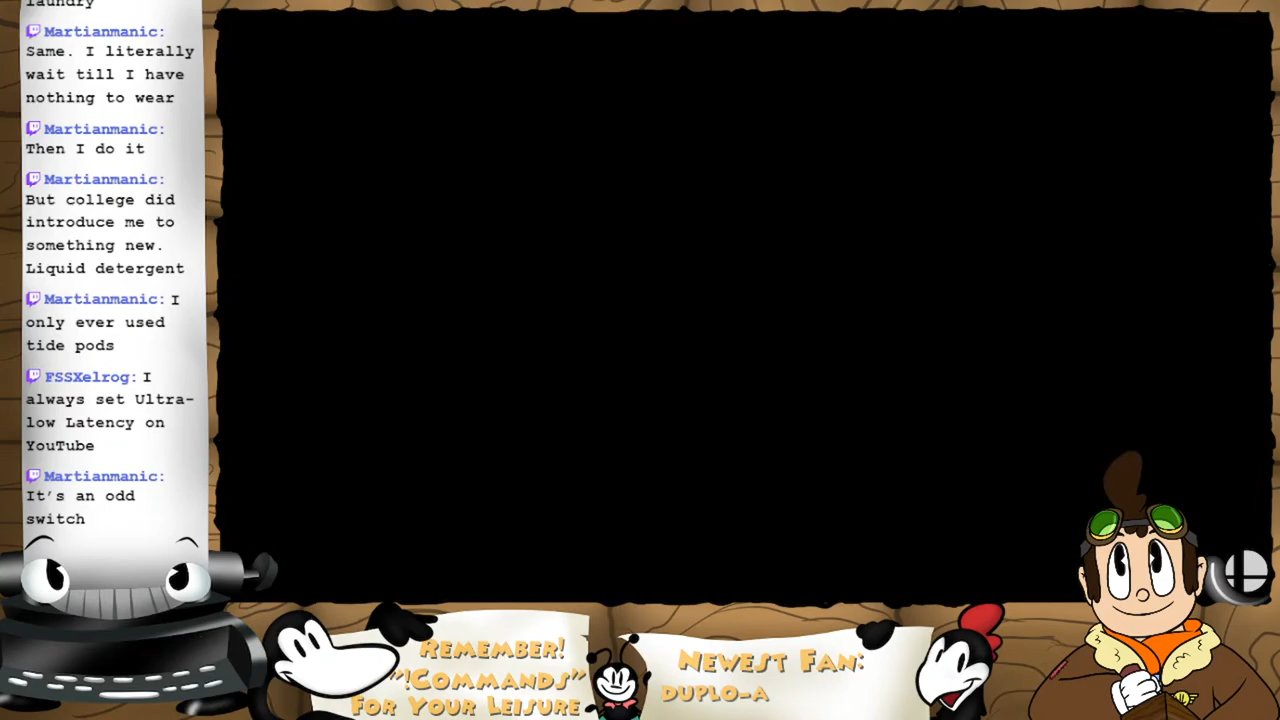 laundry
Martianmanic:
Same. I literally
wait till I have
nothing to wear
Martianmanic:
Then I do it
Martianmanic:
But college did
introduce me to
something new.
Liquid detergent
Martianmanic: I
only ever used
tide pods
FSSXelrog: I
always set Ultra-
low Latency on
YouTube
Martianmanic:
It's an odd
switch
Remember!
"!Commands"
For Your Leisure
Newest Fan:
duplo-a